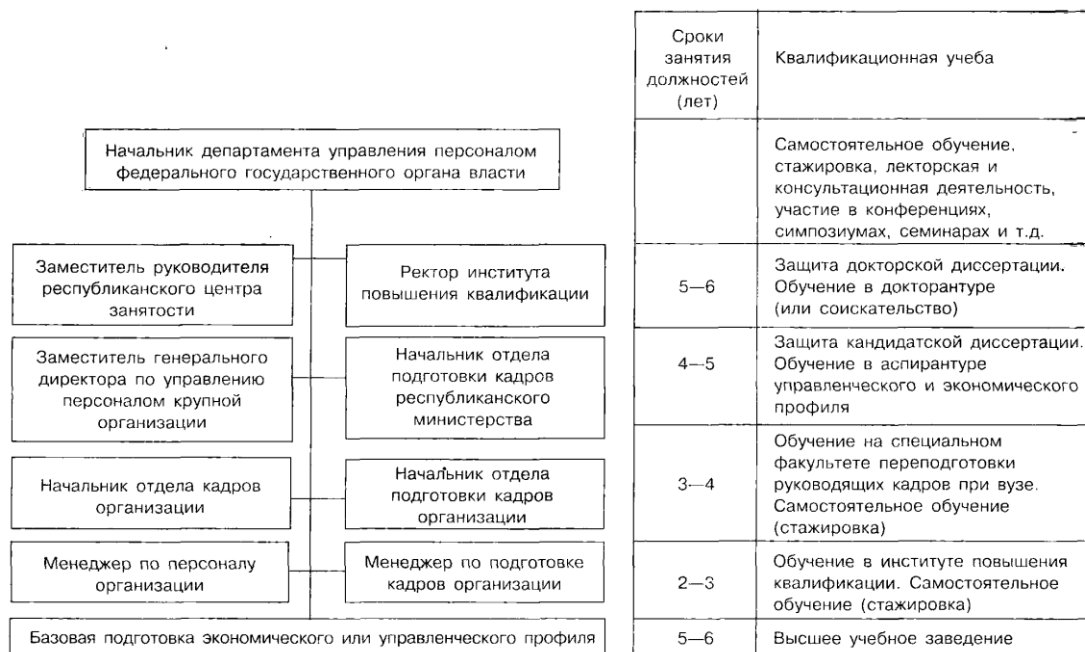 Начальник департамента управления персоналом
федерального государственного органа власти
Заместитель руководителя
республиканского центра
занятости
Ректор института
повышения квалификации
Заместитель генерального
директора по управлению
персоналом крупной
организации
Начальник отдела
подготовки кадров
республиканского
министерства
Начальник отдела кадров
организации
Начальник отдела
подготовки кадров
организации
Менеджер по персоналу
организации
Менеджер по подготовке
кадров организации
Базовая подготовка экономического или управленческого профиля
Сроки
занятия
должностей
(лет)
Квалификационная учеба
Самостоятельное обучение,
стажировка, лекторская и
консультационная деятельность,
участие в конференциях,
симпозиумах, семинарах и т.д.
5—6
Защита докторской диссертации.
Обучение в докторантуре
(или соискательство)
4—5
Защита кандидатской диссертации.
Обучение в аспирантуре
управленческого и экономического
профиля
3—4
Обучение на специальном
факультете переподготовки
руководящих кадров при вузе.
Самостоятельное обучение
(стажировка)
2—3
Обучение в институте повышения
квалификации. Самостоятельное
обучение (стажировка)
5—6
Высшее учебное заведение